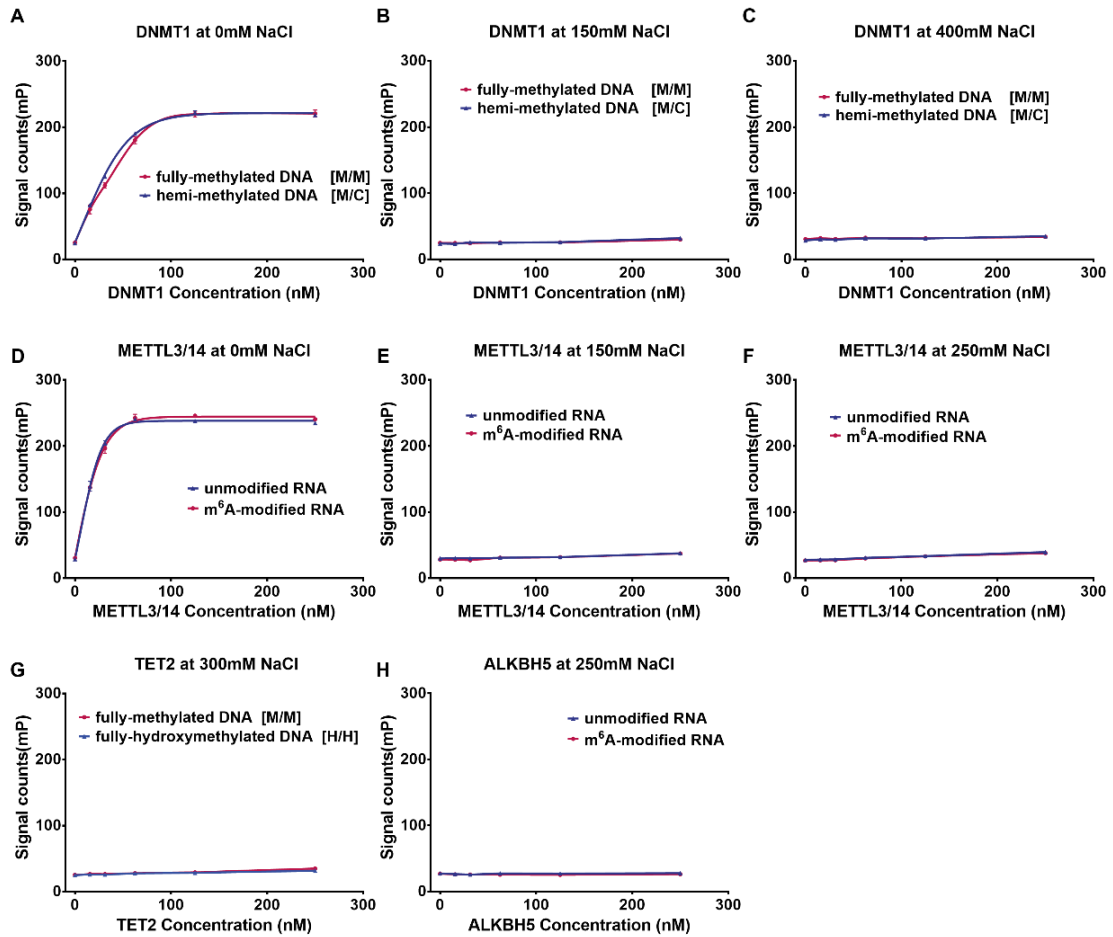 A
DNMT1 at 0mM NaCl
Signal counts(mP)
300
200
100
0
fully-methylated DNA [M/M]
hemi-methylated DNA [M/C]
0 100 200 300
DNMT1 Concentration (nM)
B
DNMT1 at 150mM NaCl
Signal counts(mP)
300
200
100
0
fully-methylated DNA [M/M]
hemi-methylated DNA [M/C]
0 100 200 300
DNMT1 Concentration (nM)
C
DNMT1 at 400mM NaCl
Signal counts(mP)
300
200
100
0
fully-methylated DNA [M/M]
hemi-methylated DNA [M/C]
0 100 200 300
DNMT1 Concentration (nM)
D
METTL3/14 at 0mM NaCl
Signal counts(mP)
300
200
100
0
unmodified RNA
m⁶A-modified RNA
0 100 200 300
METTL3/14 Concentration (nM)
E
METTL3/14 at 150mM NaCl
Signal counts(mP)
300
200
100
0
unmodified RNA
m⁶A-modified RNA
0 100 200 300
METTL3/14 Concentration (nM)
F
METTL3/14 at 250mM NaCl
Signal counts(mP)
300
200
100
0
unmodified RNA
m⁶A-modified RNA
0 100 200 300
METTL3/14 Concentration (nM)
G
TET2 at 300mM NaCl
Signal counts(mP)
300
200
100
0
fully-methylated DNA [M/M]
fully-hydroxymethylated DNA [H/H]
0 100 200 300
TET2 Concentration (nM)
H
ALKBH5 at 250mM NaCl
Signal counts(mP)
300
200
100
0
unmodified RNA
m⁶A-modified RNA
0 100 200 300
ALKBH5 Concentration (nM)